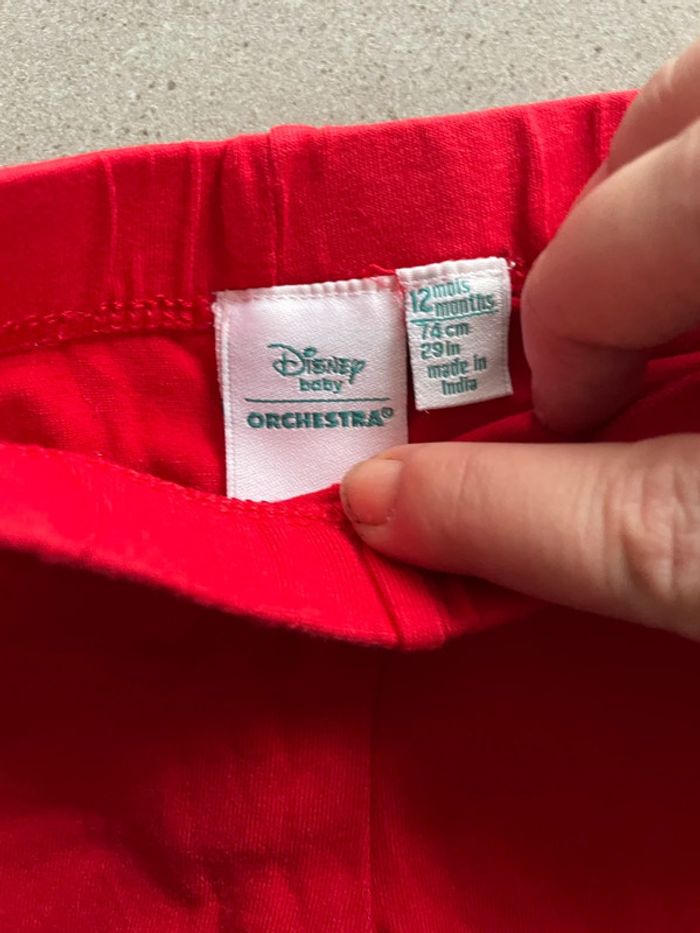 Disney
baby
ORCHESTRA®
12 mois
months
74 cm
29 in
made in
India